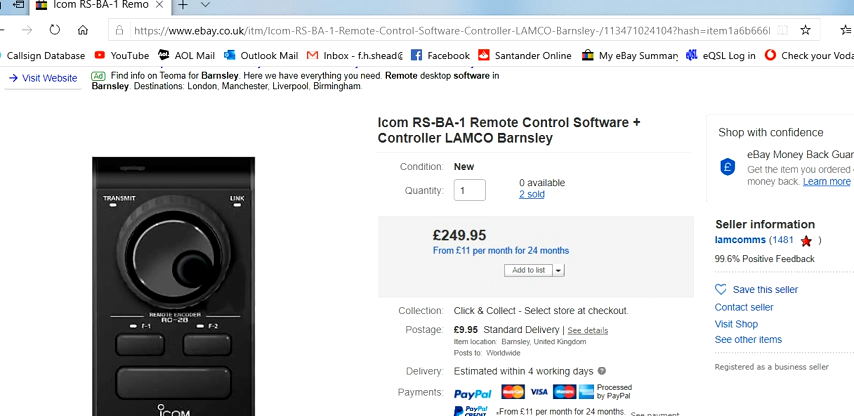 Icom RS-BA-1 Remo
https://www.ebay.co.uk/itm/Icom-RS-BA-1-Remote-Control-Software-Controller-LAMCO-Barnsley-/113471024104?hash=item1a6b666
Callsign Database YouTube AOL Mail Outlook Mail Inbox - f.h.shead@ Facebook Santander Online My eBay Summary eQSL Log in Check your Voda
→ Visit Website
Ad Find info on Teoma for Barnsley. Here we have everything you need. Remote desktop software in
Barnsley. Destinations: London, Manchester, Liverpool, Birmingham.
Icom RS-BA-1 Remote Control Software +
Controller LAMCO Barnsley
Condition: New
Quantity: 1
0 available
2 sold
£249.95
From £11 per month for 24 months
Add to list
Collection: Click & Collect - Select store at checkout.
Postage: £9.95 Standard Delivery | See details
Item location: Barnsley, United Kingdom
Posts to: Worldwide
Delivery: Estimated within 4 working days
Payments: PayPal VISA Processed
by PayPal
PayPal
CREDIT
*From £11 per month for 24 months.
Shop with confidence
eBay Money Back Guar
Get the item you ordered
money back. Learn more
Seller information
lamcomms (1481 )
99.6% Positive Feedback
Save this seller
Contact seller
Visit Shop
See other items
Registered as a business seller
TRANSMIT LINK
REMOTE ENCODER
RC-28
F-1 F-2
ICOM